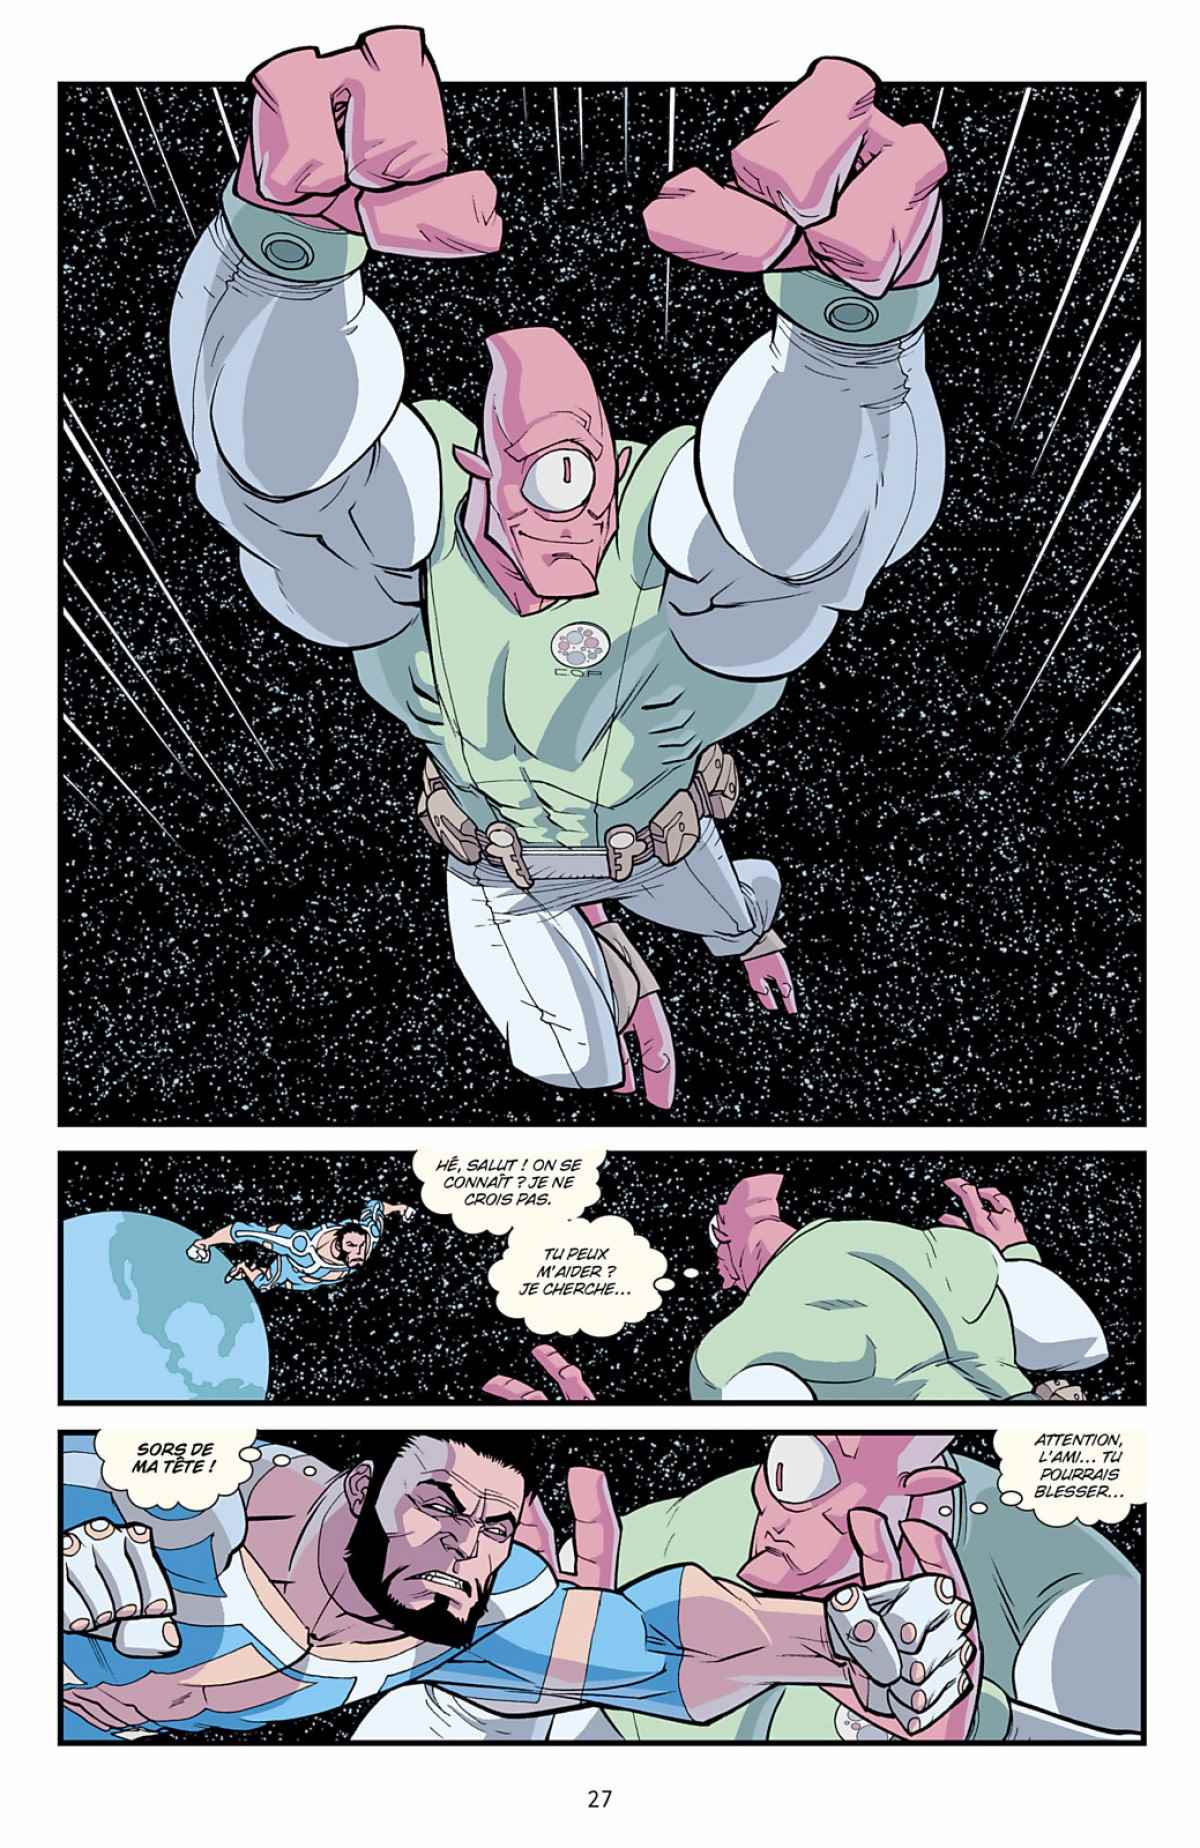 CDP
HÉ, SALUT ! ON SE
CONNAÎT ? JE NE
CROIS PAS.
TU PEUX
M'AIDER ?
JE CHERCHE...
SORS DE
MA TÊTE !
ATTENTION,
L'AMI... TU
POURRAIS
BLESSER...
27